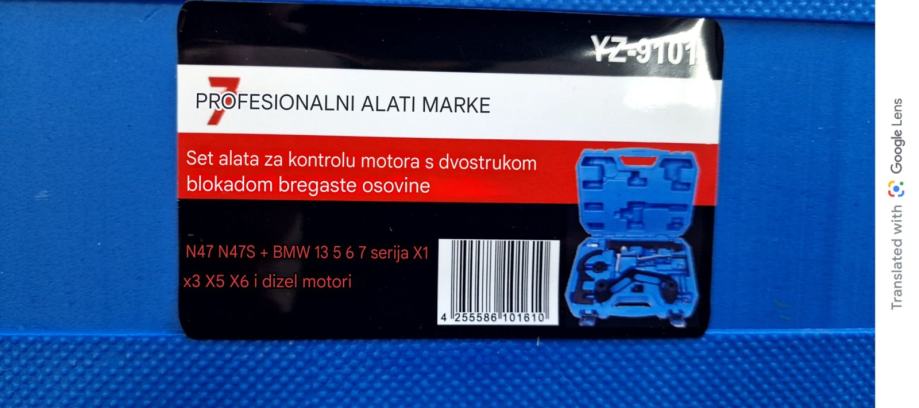 YZ-9101
7
PROFESIONALNI ALATI MARKE
Set alata za kontrolu motora s dvostrukom
blokadom bregaste osovine
N47 N47S + BMW 13 5 6 7 serija X1
x3 X5 X6 i dizel motori
4 255586 101610
Translated with Google Lens